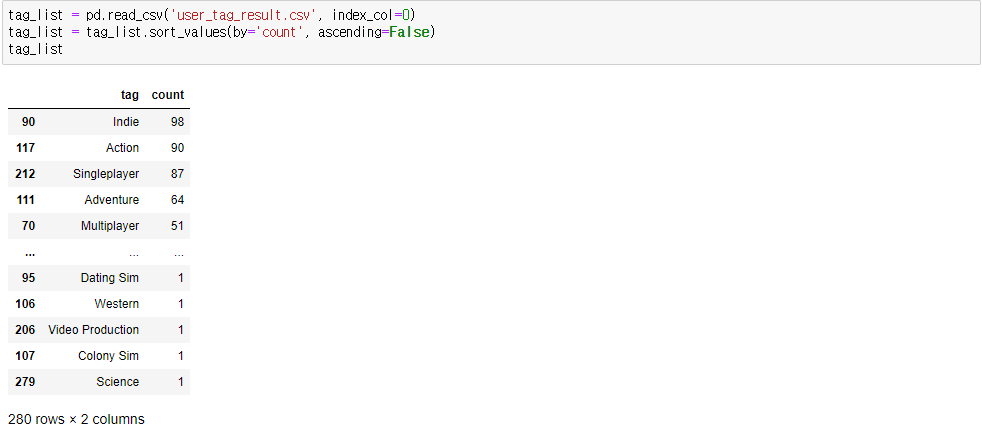 tag_list = pd.read_csv('user_tag_result.csv', index_col=0)
tag_list = tag_list.sort_values(by='count', ascending=False)
tag_list
tag count
90 Indie 98
117 Action 90
212 Singleplayer 87
111 Adventure 64
70 Multiplayer 51
... ... ...
95 Dating Sim 1
106 Western 1
206 Video Production 1
107 Colony Sim 1
279 Science 1
280 rows × 2 columns